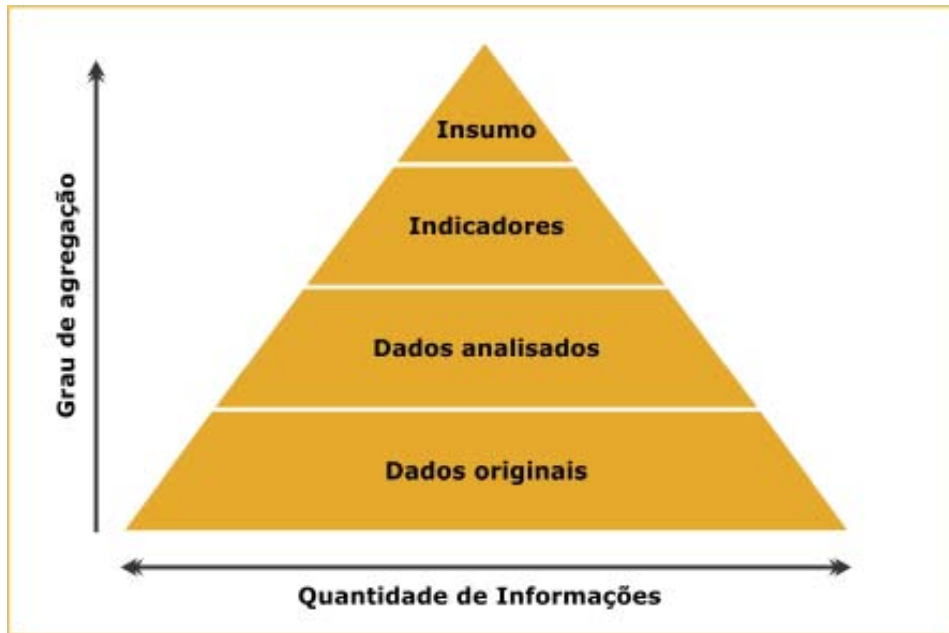 Insumo
Indicadores
Dados analisados
Dados originais
Grau de agregação
Quantidade de Informações